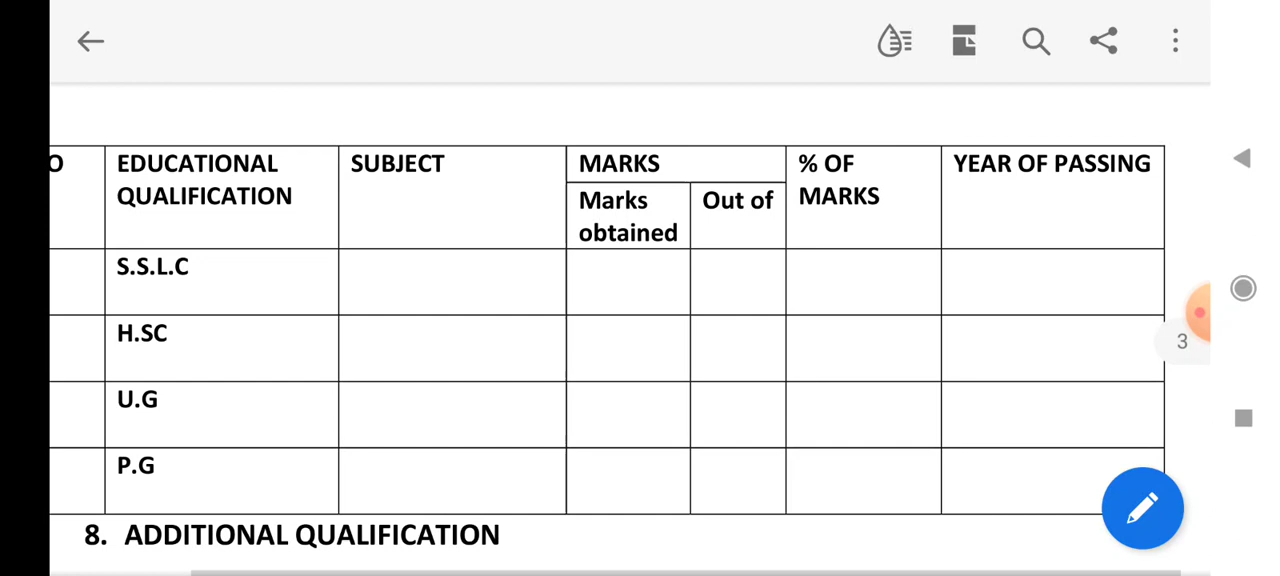 O EDUCATIONAL SUBJECT MARKS % OF YEAR OF PASSING
QUALIFICATION Marks Out of MARKS
obtained
S.S.L.C
H.SC
3
U.G
P.G
8. ADDITIONAL QUALIFICATION